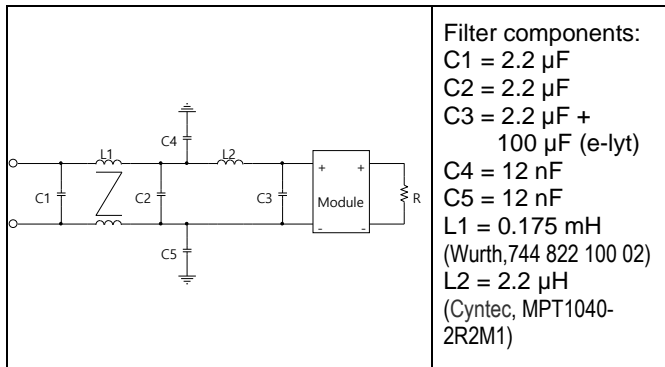 C4
L1
L2
C1
C2
C3
+ +
Module
- -
R
C5
Filter components:
C1 = 2.2 µF
C2 = 2.2 µF
C3 = 2.2 µF +
100 µF (e-lyt)
C4 = 12 nF
C5 = 12 nF
L1 = 0.175 mH
(Wurth,744 822 100 02)
L2 = 2.2 µH
(Cyntec, MPT1040-
2R2M1)